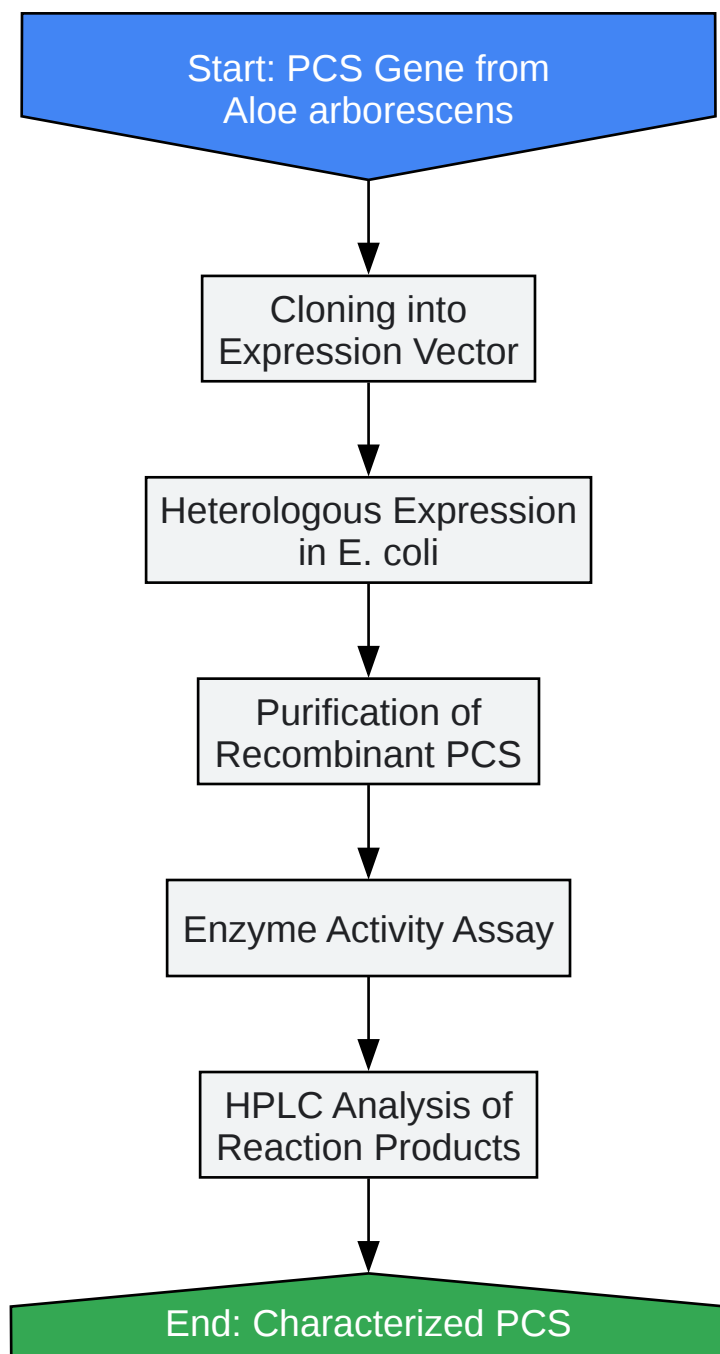 Start: PCS Gene from
Aloe arborescens
Cloning into
Expression Vector
Heterologous Expression
in E. coli
Purification of
Recombinant PCS
Enzyme Activity Assay
HPLC Analysis of
Reaction Products
End: Characterized PCS